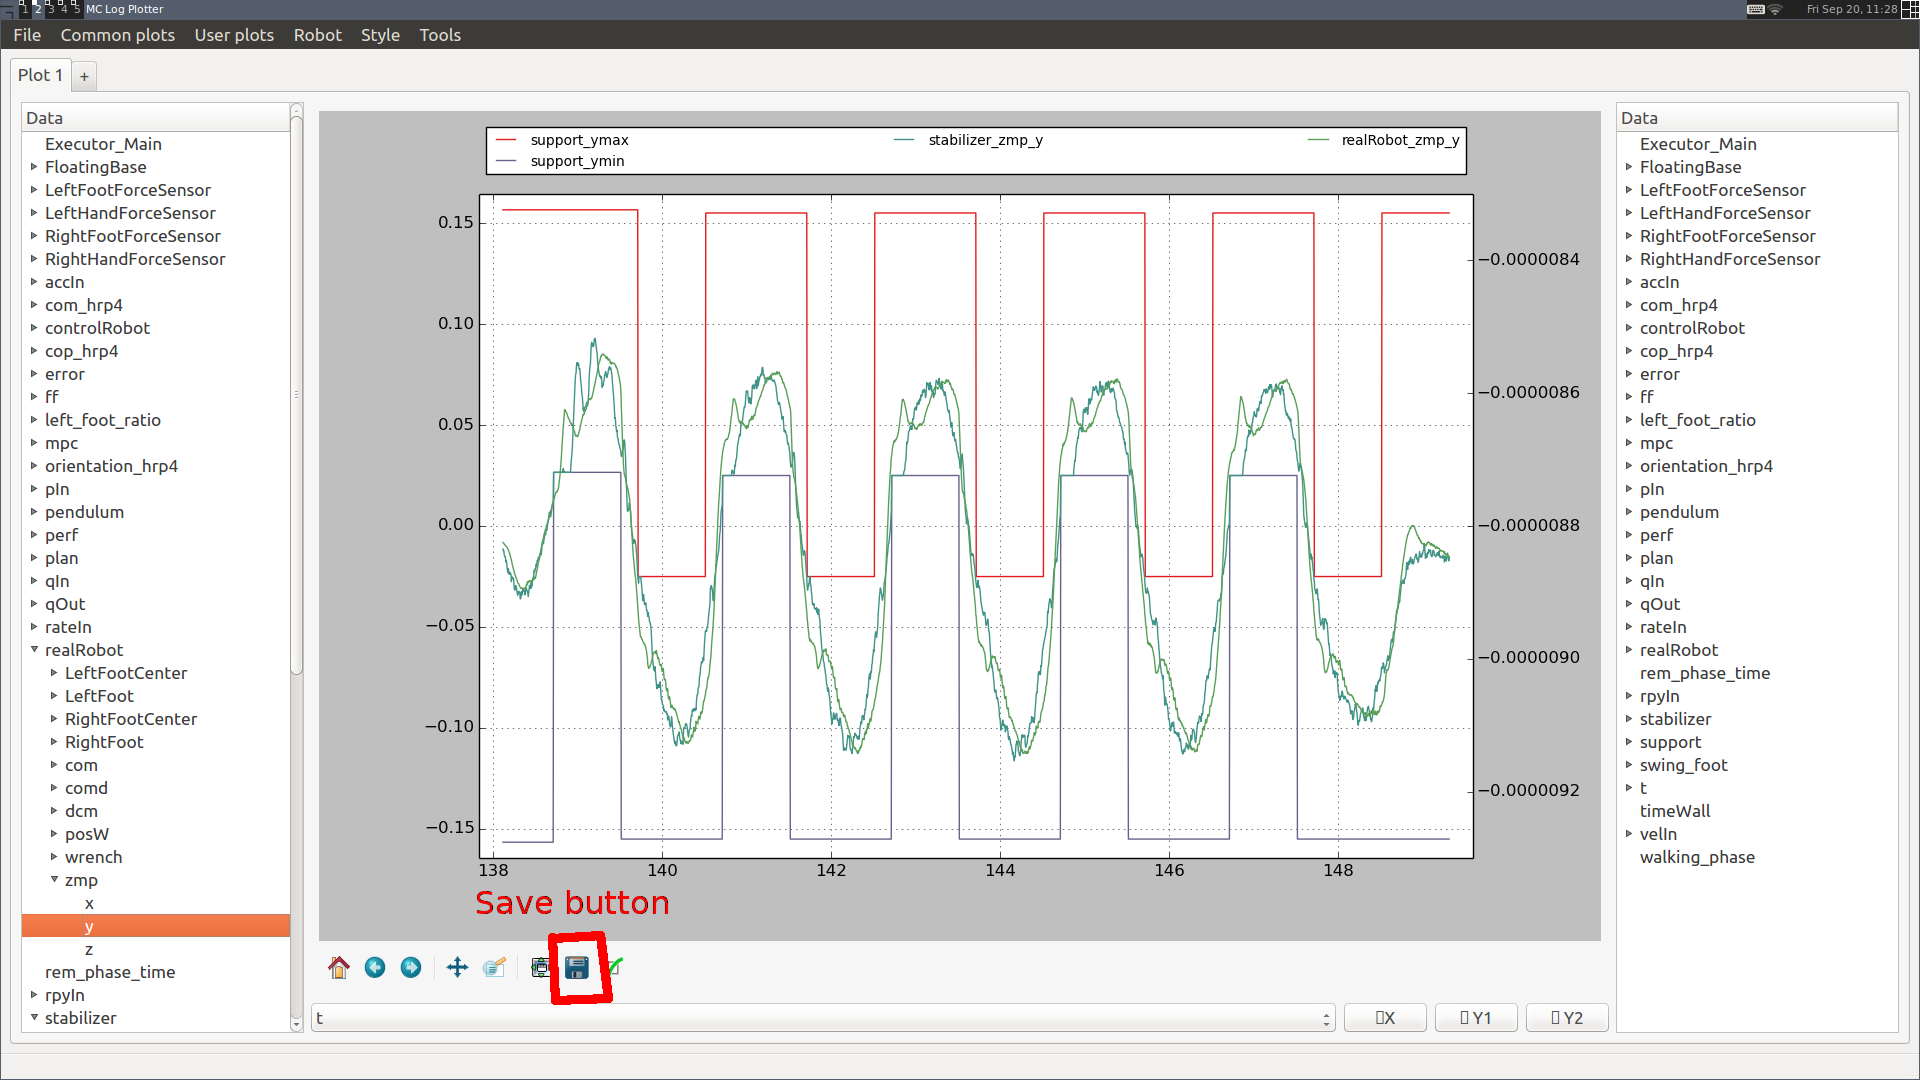 1 2 3 4 5 MC Log Plotter Fri Sep 20, 11:28
File Common plots User plots Robot Style Tools
Plot 1 +
Data
Executor_Main
FloatingBase
LeftFootForceSensor
LeftHandForceSensor
RightFootForceSensor
RightHandForceSensor
accIn
com_hrp4
controlRobot
cop_hrp4
error
ff
left_foot_ratio
mpc
orientation_hrp4
pIn
pendulum
perf
plan
qIn
qOut
rateIn
realRobot
LeftFootCenter
LeftFoot
RightFootCenter
RightFoot
com
comd
dcm
posW
wrench
zmp
x
y
z
rem_phase_time
rpyIn
stabilizer
support_ymax stabilizer_zmp_y realRobot_zmp_y
support_ymin
0.15
0.10
0.05
0.00
−0.05
−0.10
−0.15
−0.0000084
−0.0000086
−0.0000088
−0.0000090
−0.0000092
138 140 142 144 146 148
Save button
t X Y1 Y2
Data
Executor_Main
FloatingBase
LeftFootForceSensor
LeftHandForceSensor
RightFootForceSensor
RightHandForceSensor
accIn
com_hrp4
controlRobot
cop_hrp4
error
ff
left_foot_ratio
mpc
orientation_hrp4
pIn
pendulum
perf
plan
qIn
qOut
rateIn
realRobot
rem_phase_time
rpyIn
stabilizer
support
swing_foot
t
timeWall
velIn
walking_phase